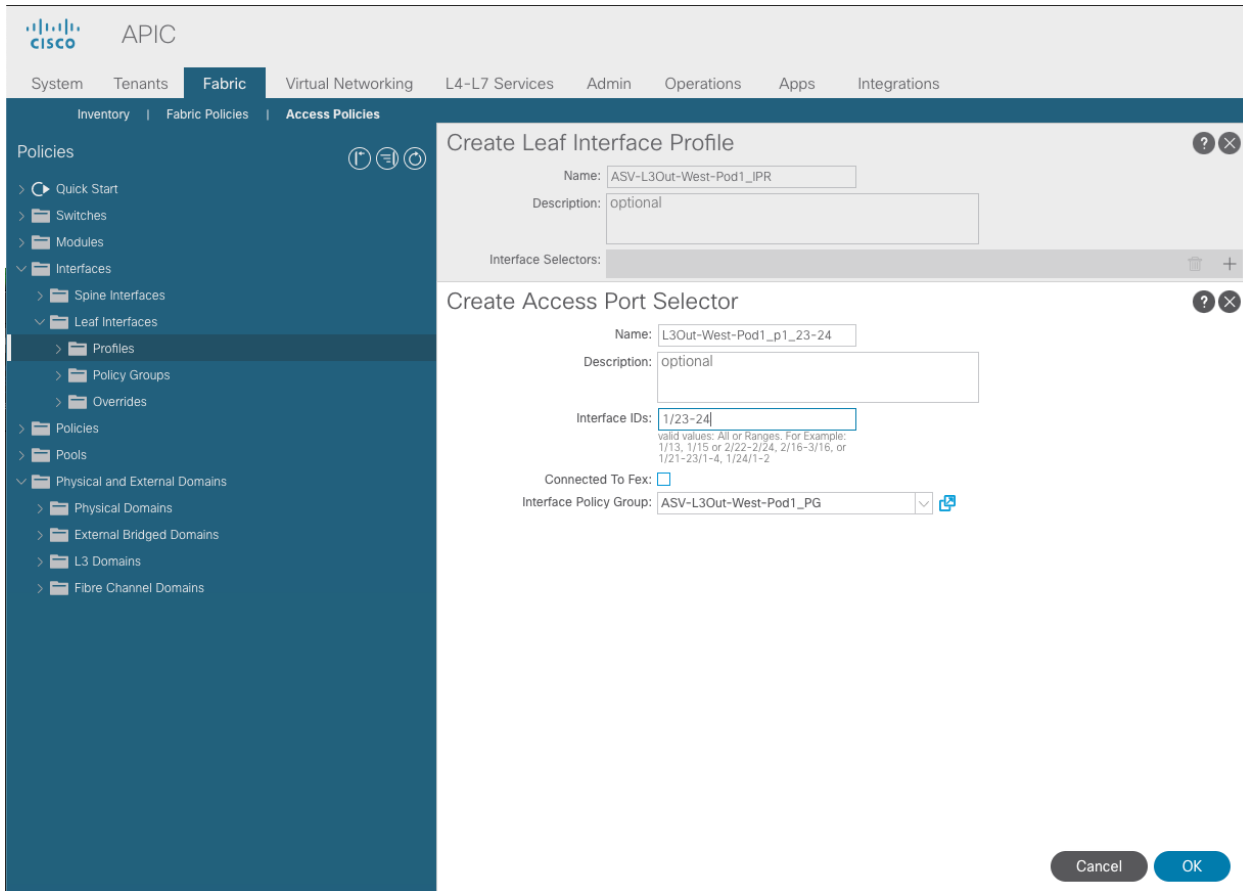 CISCO APIC
System Tenants Fabric Virtual Networking L4-L7 Services Admin Operations Apps Integrations
Inventory | Fabric Policies | Access Policies
Policies
Quick Start
Switches
Modules
Interfaces
Spine Interfaces
Leaf Interfaces
Profiles
Policy Groups
Overrides
Policies
Pools
Physical and External Domains
Physical Domains
External Bridged Domains
L3 Domains
Fibre Channel Domains
Create Leaf Interface Profile
Name: ASV-L3Out-West-Pod1_IPR
Description: optional
Interface Selectors:
Create Access Port Selector
Name: L3Out-West-Pod1_p1_23-24
Description: optional
Interface IDs: 1/23-24
valid values: All or Ranges. For Example:
1/13, 1/15 or 2/22-2/24, 2/16-3/16, or
1/21-23/1-4, 1/24/1-2
Connected To Fex:
Interface Policy Group: ASV-L3Out-West-Pod1_PG
Cancel OK